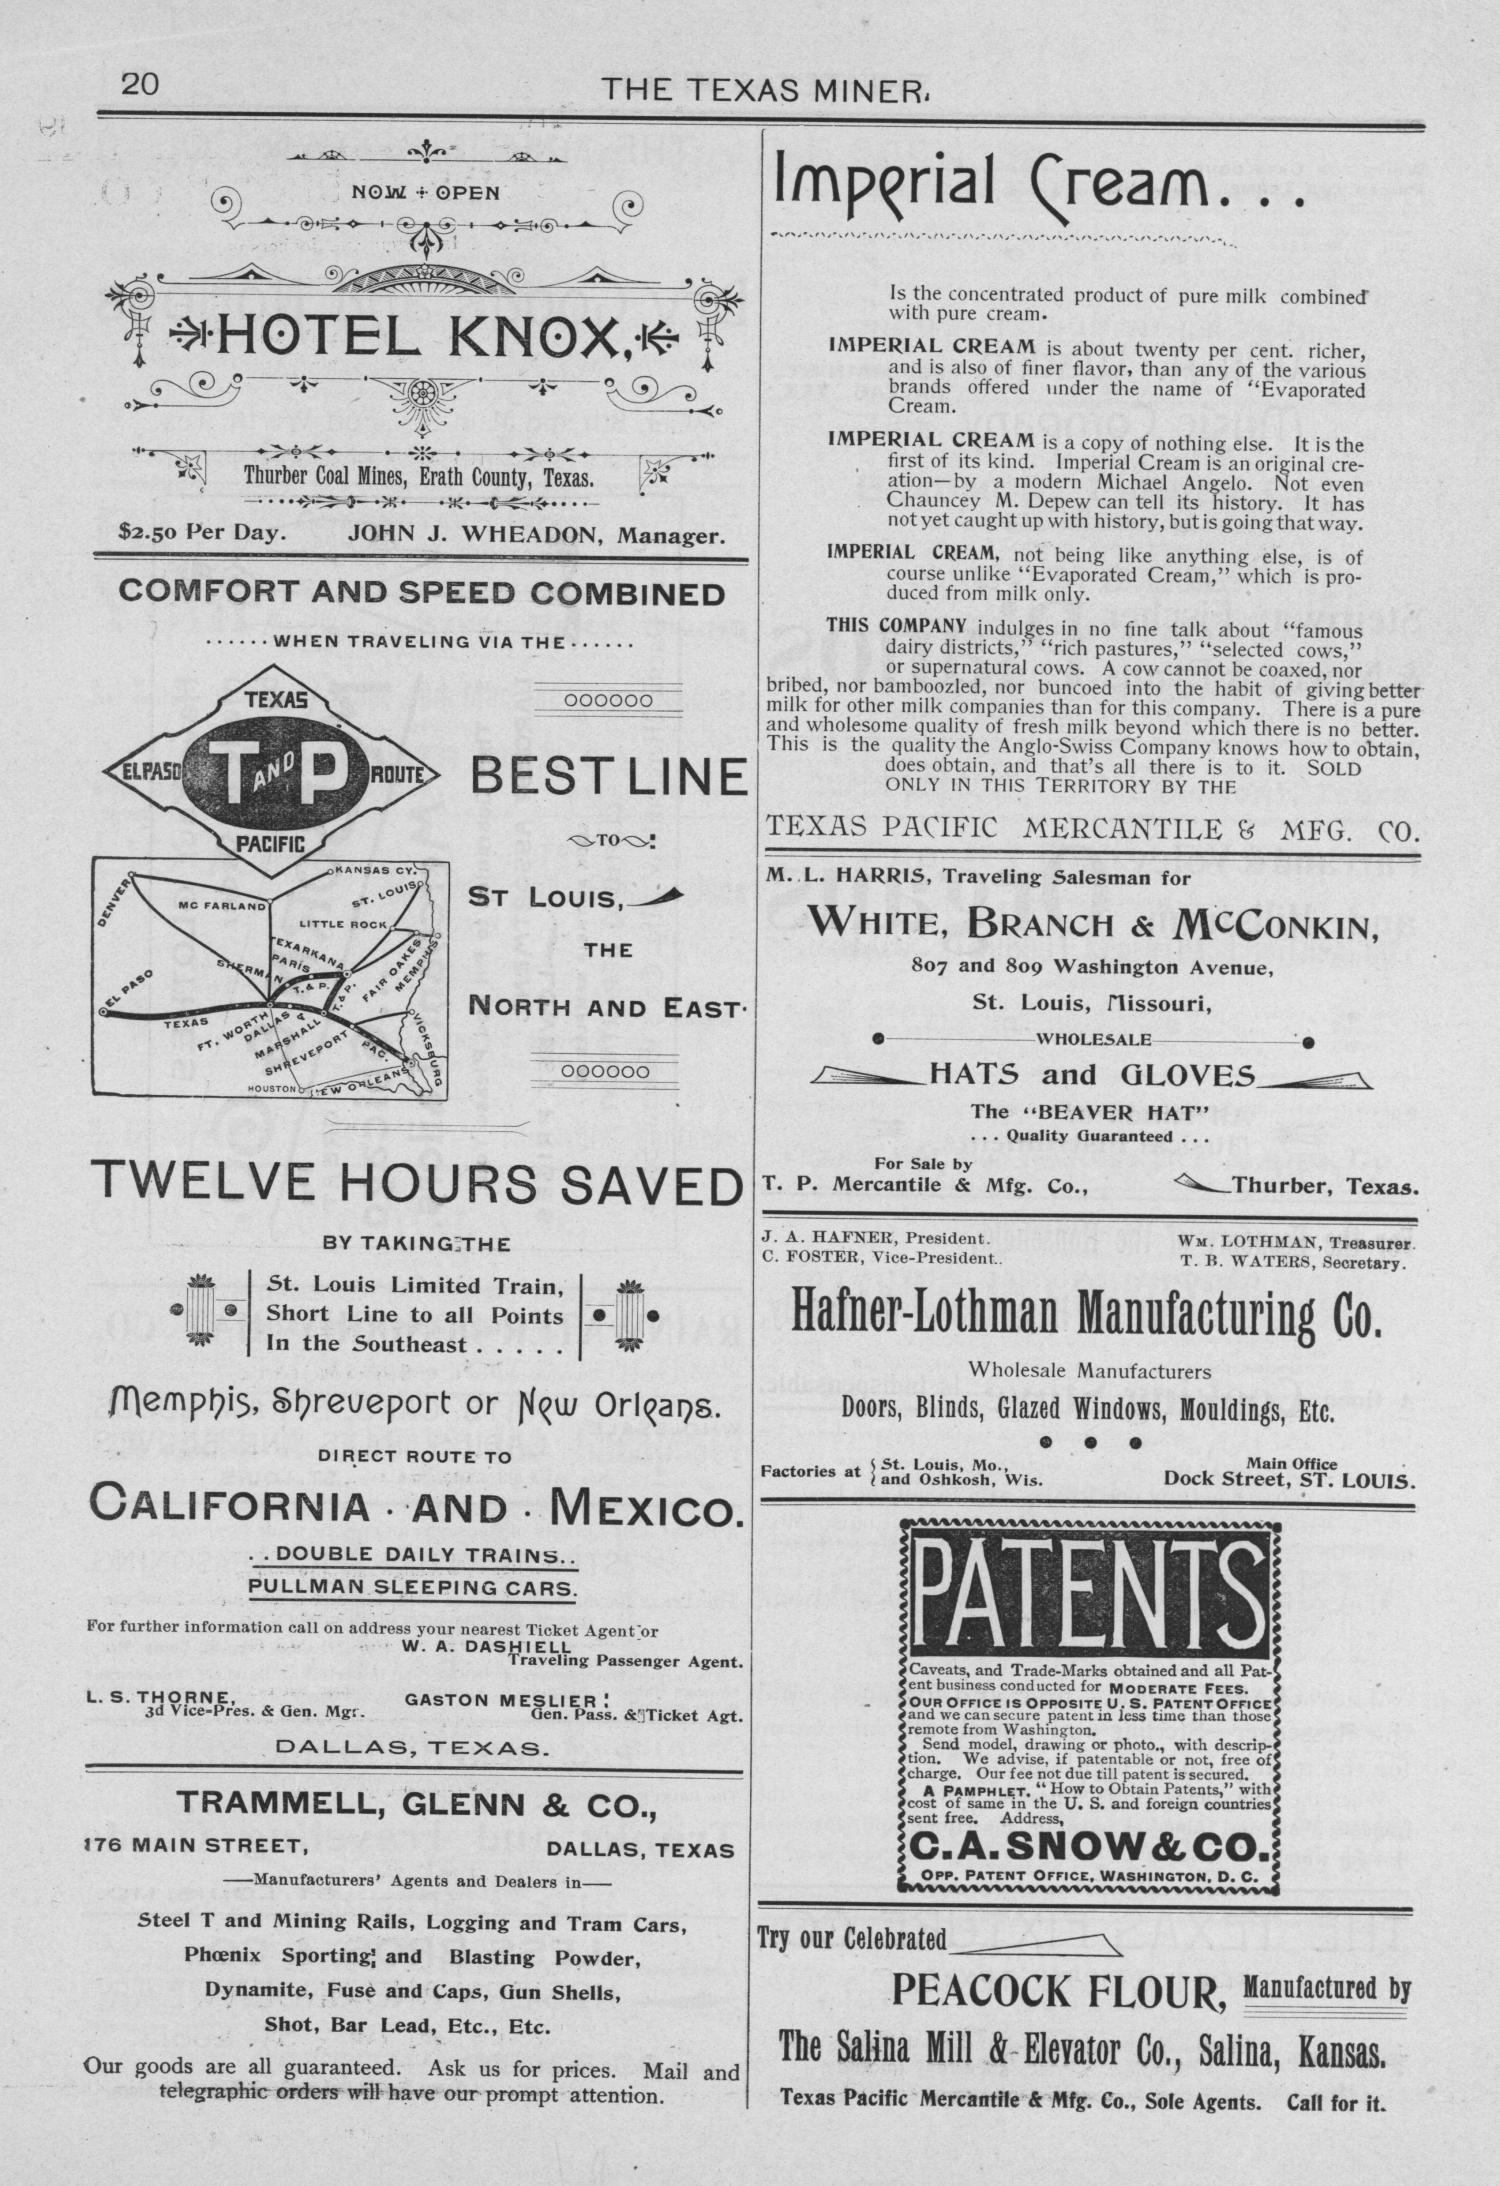 20
THE TEXAS MINER.
NOW + OPEN
HOTEL KNOX,
Thurber Coal Mines, Erath County, Texas.
$2.50 Per Day. JOHN J. WHEADON, Manager.
COMFORT AND SPEED COMBINED
......WHEN TRAVELING VIA THE......
TEXAS
EL PASO T AND P ROUTE
PACIFIC
BEST LINE
TO
ST LOUIS,
THE
NORTH AND EAST.
KANSAS CY.
DENVER
ST. LOUIS
MC FARLAND
LITTLE ROCK
TEXARKANA
PARIS
SHERMAN
T. & P.
T. & P.
FAIR OAKES
MEMPHIS
EL PASO
TEXAS
FT. WORTH
DALLAS
MARSHALL
SHREVEPORT
PAC.
VICKSBURG
HOUSTON
NEW ORLEANS
TWELVE HOURS SAVED
BY TAKING THE
St. Louis Limited Train,
Short Line to all Points
In the Southeast . . . . .
Memphis, Shreveport or New Orleans.
DIRECT ROUTE TO
CALIFORNIA · AND · MEXICO.
. . DOUBLE DAILY TRAINS. .
PULLMAN SLEEPING CARS.
For further information call on address your nearest Ticket Agent or
W. A. DASHIELL
Traveling Passenger Agent.
L. S. THORNE,
3d Vice-Pres. & Gen. Mgr.
GASTON MESLIER
Gen. Pass. & Ticket Agt.
DALLAS, TEXAS.
TRAMMELL, GLENN & CO.,
176 MAIN STREET, DALLAS, TEXAS
—Manufacturers' Agents and Dealers in—
Steel T and Mining Rails, Logging and Tram Cars,
Phœnix Sporting; and Blasting Powder,
Dynamite, Fuse and Caps, Gun Shells,
Shot, Bar Lead, Etc., Etc.
Our goods are all guaranteed. Ask us for prices. Mail and
telegraphic orders will have our prompt attention.
Imperial Cream. . .
Is the concentrated product of pure milk combined
with pure cream.
IMPERIAL CREAM is about twenty per cent. richer,
and is also of finer flavor, than any of the various
brands offered under the name of "Evaporated
Cream.
IMPERIAL CREAM is a copy of nothing else. It is the
first of its kind. Imperial Cream is an original cre-
ation—by a modern Michael Angelo. Not even
Chauncey M. Depew can tell its history. It has
not yet caught up with history, but is going that way.
IMPERIAL CREAM, not being like anything else, is of
course unlike "Evaporated Cream," which is pro-
duced from milk only.
THIS COMPANY indulges in no fine talk about "famous
dairy districts," "rich pastures," "selected cows,"
or supernatural cows. A cow cannot be coaxed, nor
bribed, nor bamboozled, nor buncoed into the habit of giving better
milk for other milk companies than for this company. There is a pure
and wholesome quality of fresh milk beyond which there is no better.
This is the quality the Anglo-Swiss Company knows how to obtain,
does obtain, and that's all there is to it. SOLD
ONLY IN THIS TERRITORY BY THE
TEXAS PACIFIC MERCANTILE & MFG. CO.
M. L. HARRIS, Traveling Salesman for
WHITE, BRANCH & McCONKIN,
807 and 809 Washington Avenue,
St. Louis, Missouri,
WHOLESALE
HATS and GLOVES
The "BEAVER HAT"
. . . Quality Guaranteed . . .
For Sale by
T. P. Mercantile & Mfg. Co., Thurber, Texas.
J. A. HAFNER, President. WM. LOTHMAN, Treasurer.
C. FOSTER, Vice-President.. T. B. WATERS, Secretary.
Hafner-Lothman Manufacturing Co.
Wholesale Manufacturers
Doors, Blinds, Glazed Windows, Mouldings, Etc.
Factories at { St. Louis, Mo.,
and Oshkosh, Wis.
Main Office
Dock Street, ST. LOUIS.
PATENTS
Caveats, and Trade-Marks obtained and all Pat-
ent business conducted for MODERATE FEES.
OUR OFFICE IS OPPOSITE U. S. PATENT OFFICE
and we can secure patent in less time than those
remote from Washington.
Send model, drawing or photo., with descrip-
tion. We advise, if patentable or not, free of
charge. Our fee not due till patent is secured.
A PAMPHLET. "How to Obtain Patents," with
cost of same in the U. S. and foreign countries
sent free. Address,
C. A. SNOW & CO.
OPP. PATENT OFFICE, WASHINGTON, D. C.
Try our Celebrated
PEACOCK FLOUR, Manufactured by
The Salina Mill & Elevator Co., Salina, Kansas.
Texas Pacific Mercantile & Mfg. Co., Sole Agents. Call for it.